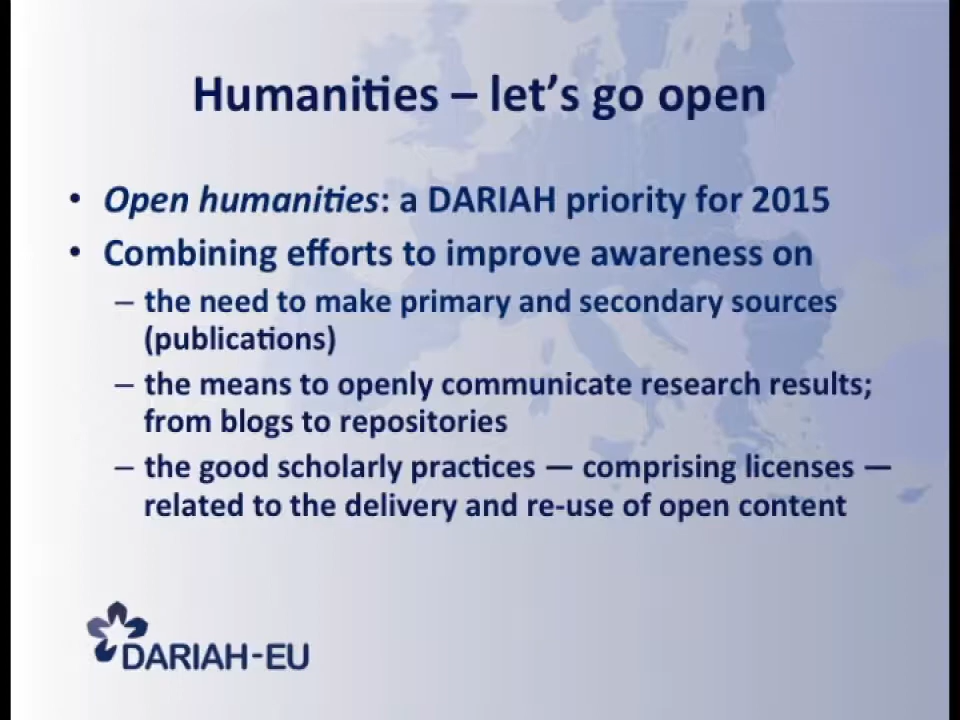 Humanities – let's go open
• Open humanities: a DARIAH priority for 2015
• Combining efforts to improve awareness on
– the need to make primary and secondary sources
(publications)
– the means to openly communicate research results;
from blogs to repositories
– the good scholarly practices — comprising licenses —
related to the delivery and re-use of open content
DARIAH-EU